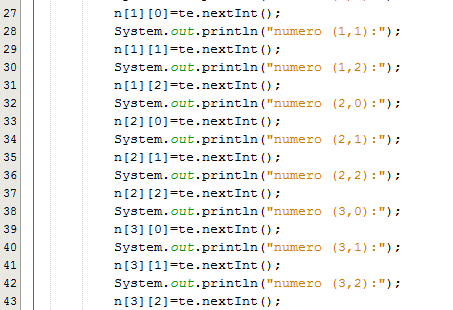 27 n[1][0]=te.nextInt();
28 System.out.println("numero (1,1):");
29 n[1][1]=te.nextInt();
30 System.out.println("numero (1,2):");
31 n[1][2]=te.nextInt();
32 System.out.println("numero (2,0):");
33 n[2][0]=te.nextInt();
34 System.out.println("numero (2,1):");
35 n[2][1]=te.nextInt();
36 System.out.println("numero (2,2):");
37 n[2][2]=te.nextInt();
38 System.out.println("numero (3,0):");
39 n[3][0]=te.nextInt();
40 System.out.println("numero (3,1):");
41 n[3][1]=te.nextInt();
42 System.out.println("numero (3,2):");
43 n[3][2]=te.nextInt();